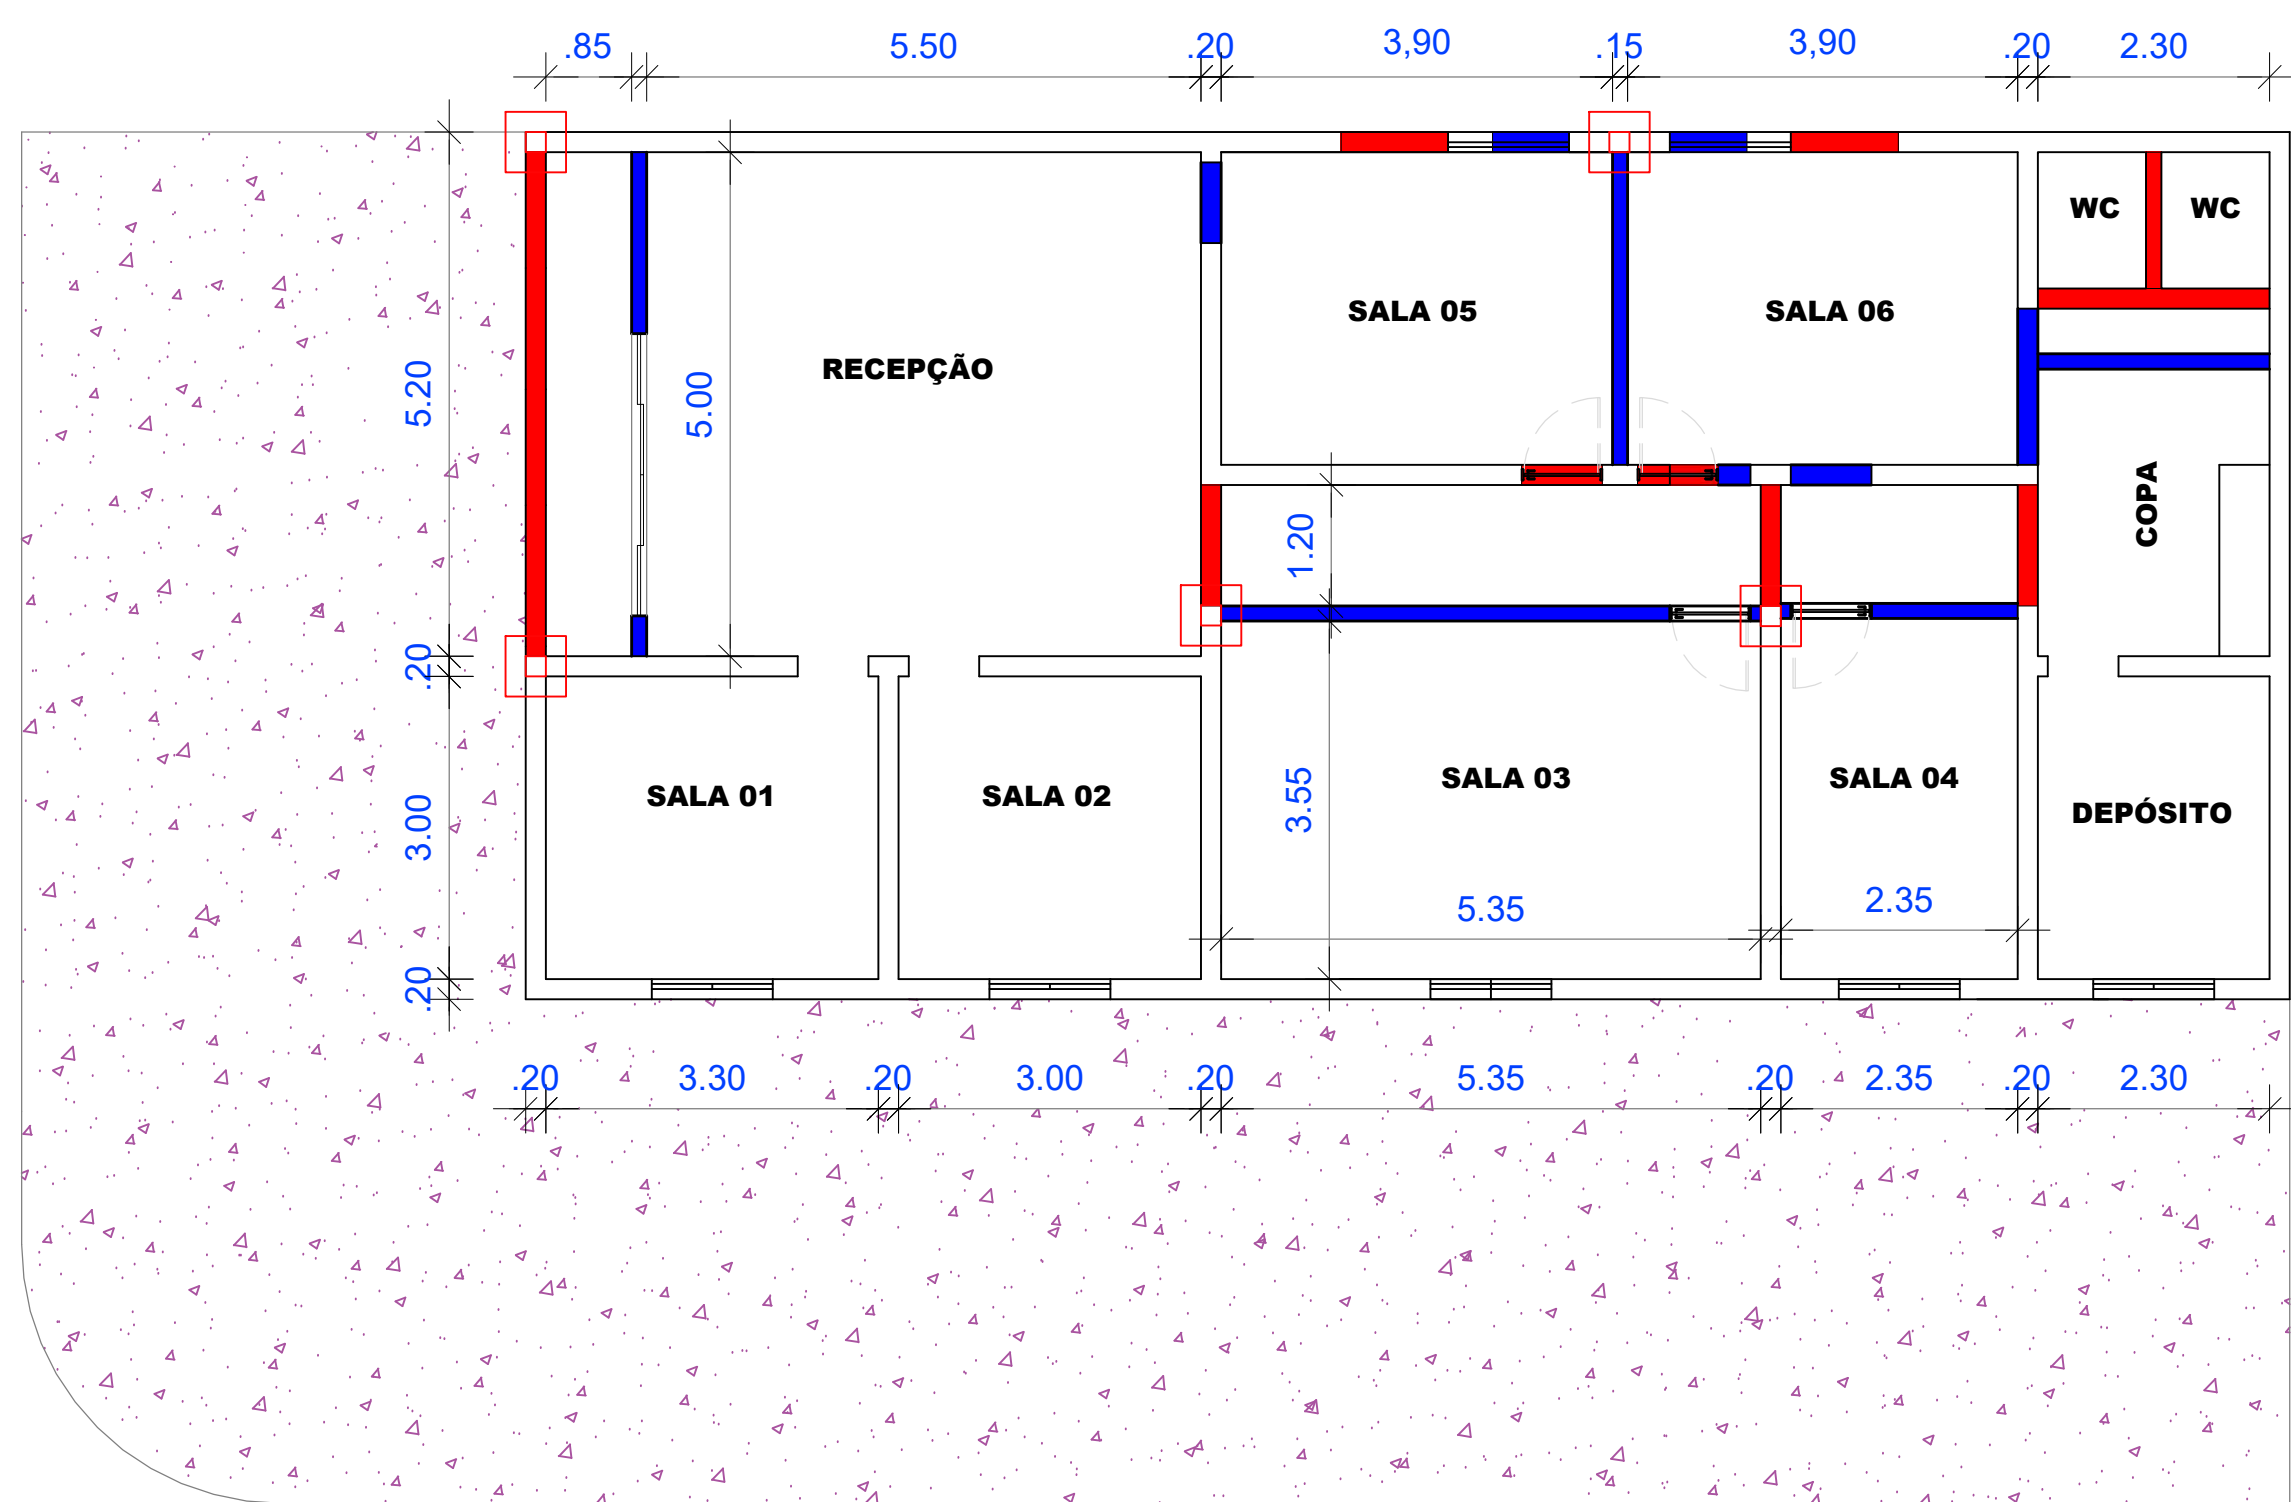 .85 5.50 .20 3,90 .15 3,90 .20 2.30
WC WC
SALA 05 SALA 06
RECEPÇÃO
5.20
5.00
COPA
1.20
.20
SALA 01 SALA 02 SALA 03 SALA 04
DEPÓSITO
3.00
3.55
5.35 2.35
.20
.20 3.30 .20 3.00 .20 5.35 .20 2.35 .20 2.30